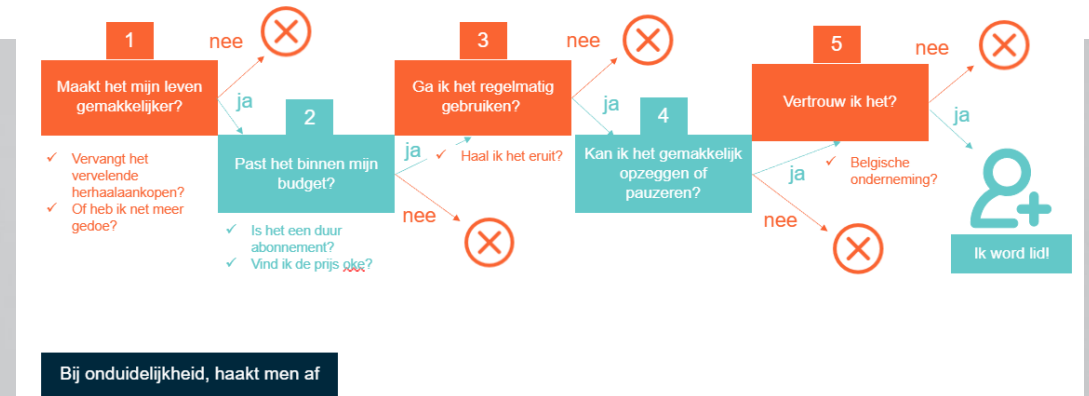 1
Maakt het mijn leven
gemakkelijker?
nee
ja
✓ Vervangt het
vervelende
herhaalaankopen?
✓ Of heb ik net meer
gedoe?
2
Past het binnen mijn
budget?
ja
nee
✓ Is het een duur
abonnement?
✓ Vind ik de prijs oke?
3
Ga ik het regelmatig
gebruiken?
nee
ja
✓ Haal ik het eruit?
4
Kan ik het gemakkelijk
opzeggen of
pauzeren?
ja
nee
5
Vertrouw ik het?
nee
ja
✓ Belgische
onderneming?
Ik word lid!
Bij onduidelijkheid, haakt men af